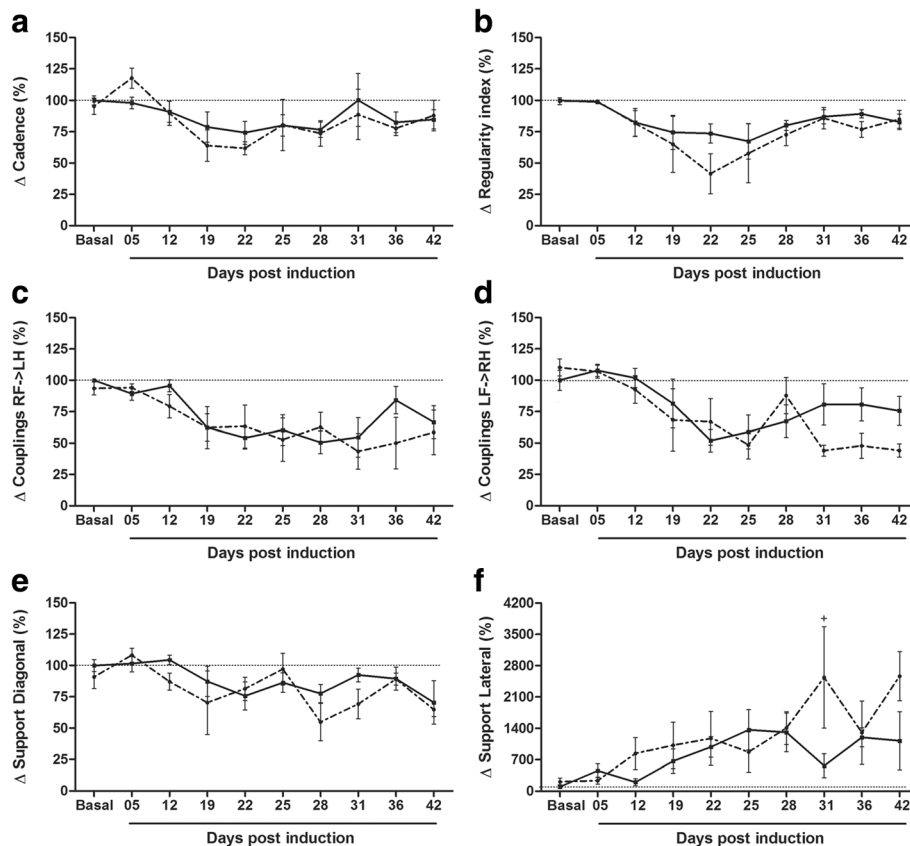 a
150
125
100
75
50
25
0
Δ Cadence (%)
Basal 05 12 19 22 25 28 31 36 42
Days post induction
b
150
125
100
75
50
25
0
Δ Regularity index (%)
Basal 05 12 19 22 25 28 31 36 42
Days post induction
c
150
125
100
75
50
25
0
Δ Couplings RF->LH (%)
Basal 05 12 19 22 25 28 31 36 42
Days post induction
d
150
125
100
75
50
25
0
Δ Couplings LF->RH (%)
Basal 05 12 19 22 25 28 31 36 42
Days post induction
e
150
125
100
75
50
25
0
Δ Support Diagonal (%)
Basal 05 12 19 22 25 28 31 36 42
Days post induction
f
4200
3500
2800
2100
1400
700
0
Δ Support Lateral (%)
+
Basal 05 12 19 22 25 28 31 36 42
Days post induction